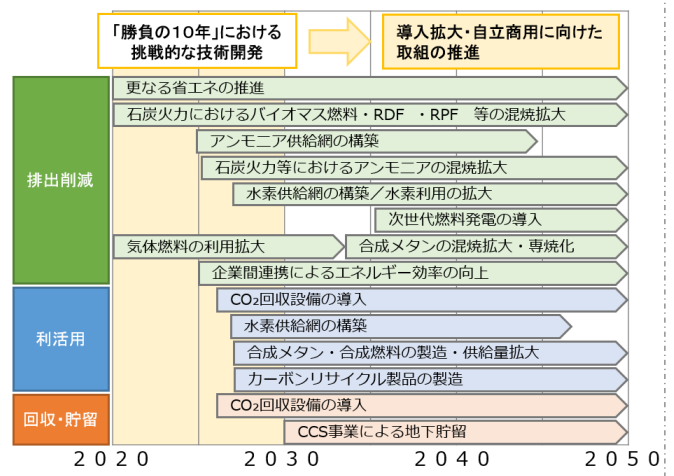 「勝負の１０年」における
挑戦的な技術開発
導入拡大・自立商用に向けた
取組の推進
排出削減
更なる省エネの推進
石炭火力におけるバイオマス燃料・RDF ・RPF 等の混焼拡大
アンモニア供給網の構築
石炭火力等におけるアンモニアの混焼拡大
水素供給網の構築／水素利用の拡大
次世代燃料発電の導入
気体燃料の利用拡大
合成メタンの混焼拡大・専焼化
企業間連携によるエネルギー効率の向上
利活用
CO₂回収設備の導入
水素供給網の構築
合成メタン・合成燃料の製造・供給量拡大
カーボンリサイクル製品の製造
回収・貯留
CO₂回収設備の導入
CCS事業による地下貯留
２０２０ ２０３０ ２０４０ ２０５０